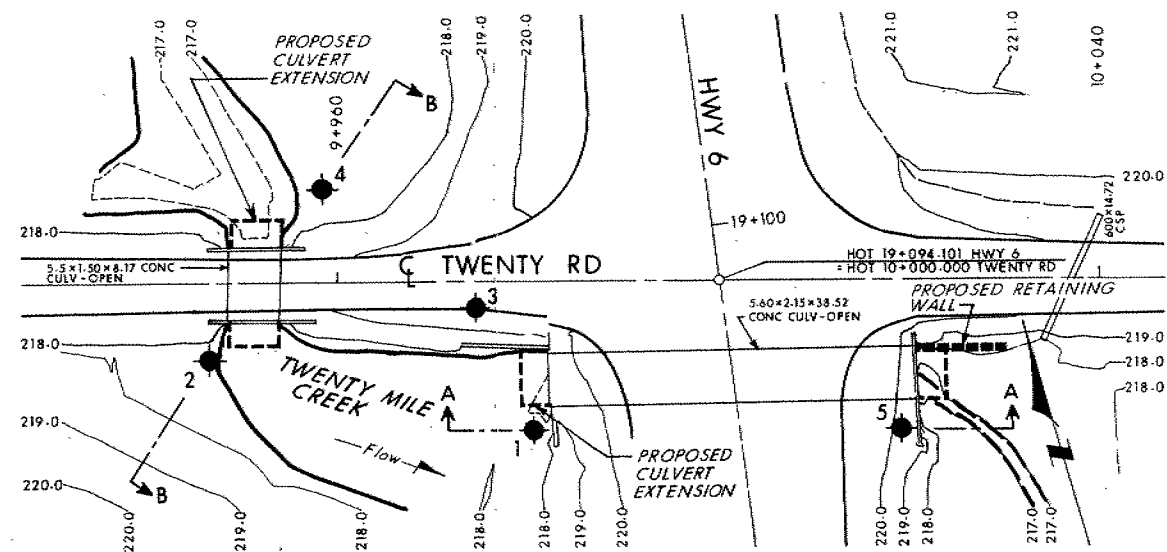 217.0
217.0
PROPOSED
CULVERT
EXTENSION
218.0
219.0
220.0
HWY 6
221.0
221.0
10+040
9+960
B
4
220.0
19+100
600×14.72
CSP
218.0
5.5×1.50×8.17 CONC
CULV-OPEN
℄ TWENTY RD
HOT 19+094.101 HWY 6
= HOT 10+000.000 TWENTY RD
PROPOSED RETAINING
WALL
3
5.60×2.15×38.52
CONC CULV-OPEN
218.0
2
TWENTY MILE
CREEK
219.0
218.0
218.0
A
A
1
5
Flow
219.0
220.0
B
PROPOSED
CULVERT
EXTENSION
220.0
219.0
218.0
218.0
218.0
219.0
220.0
220.0
219.0
218.0
217.0
217.0